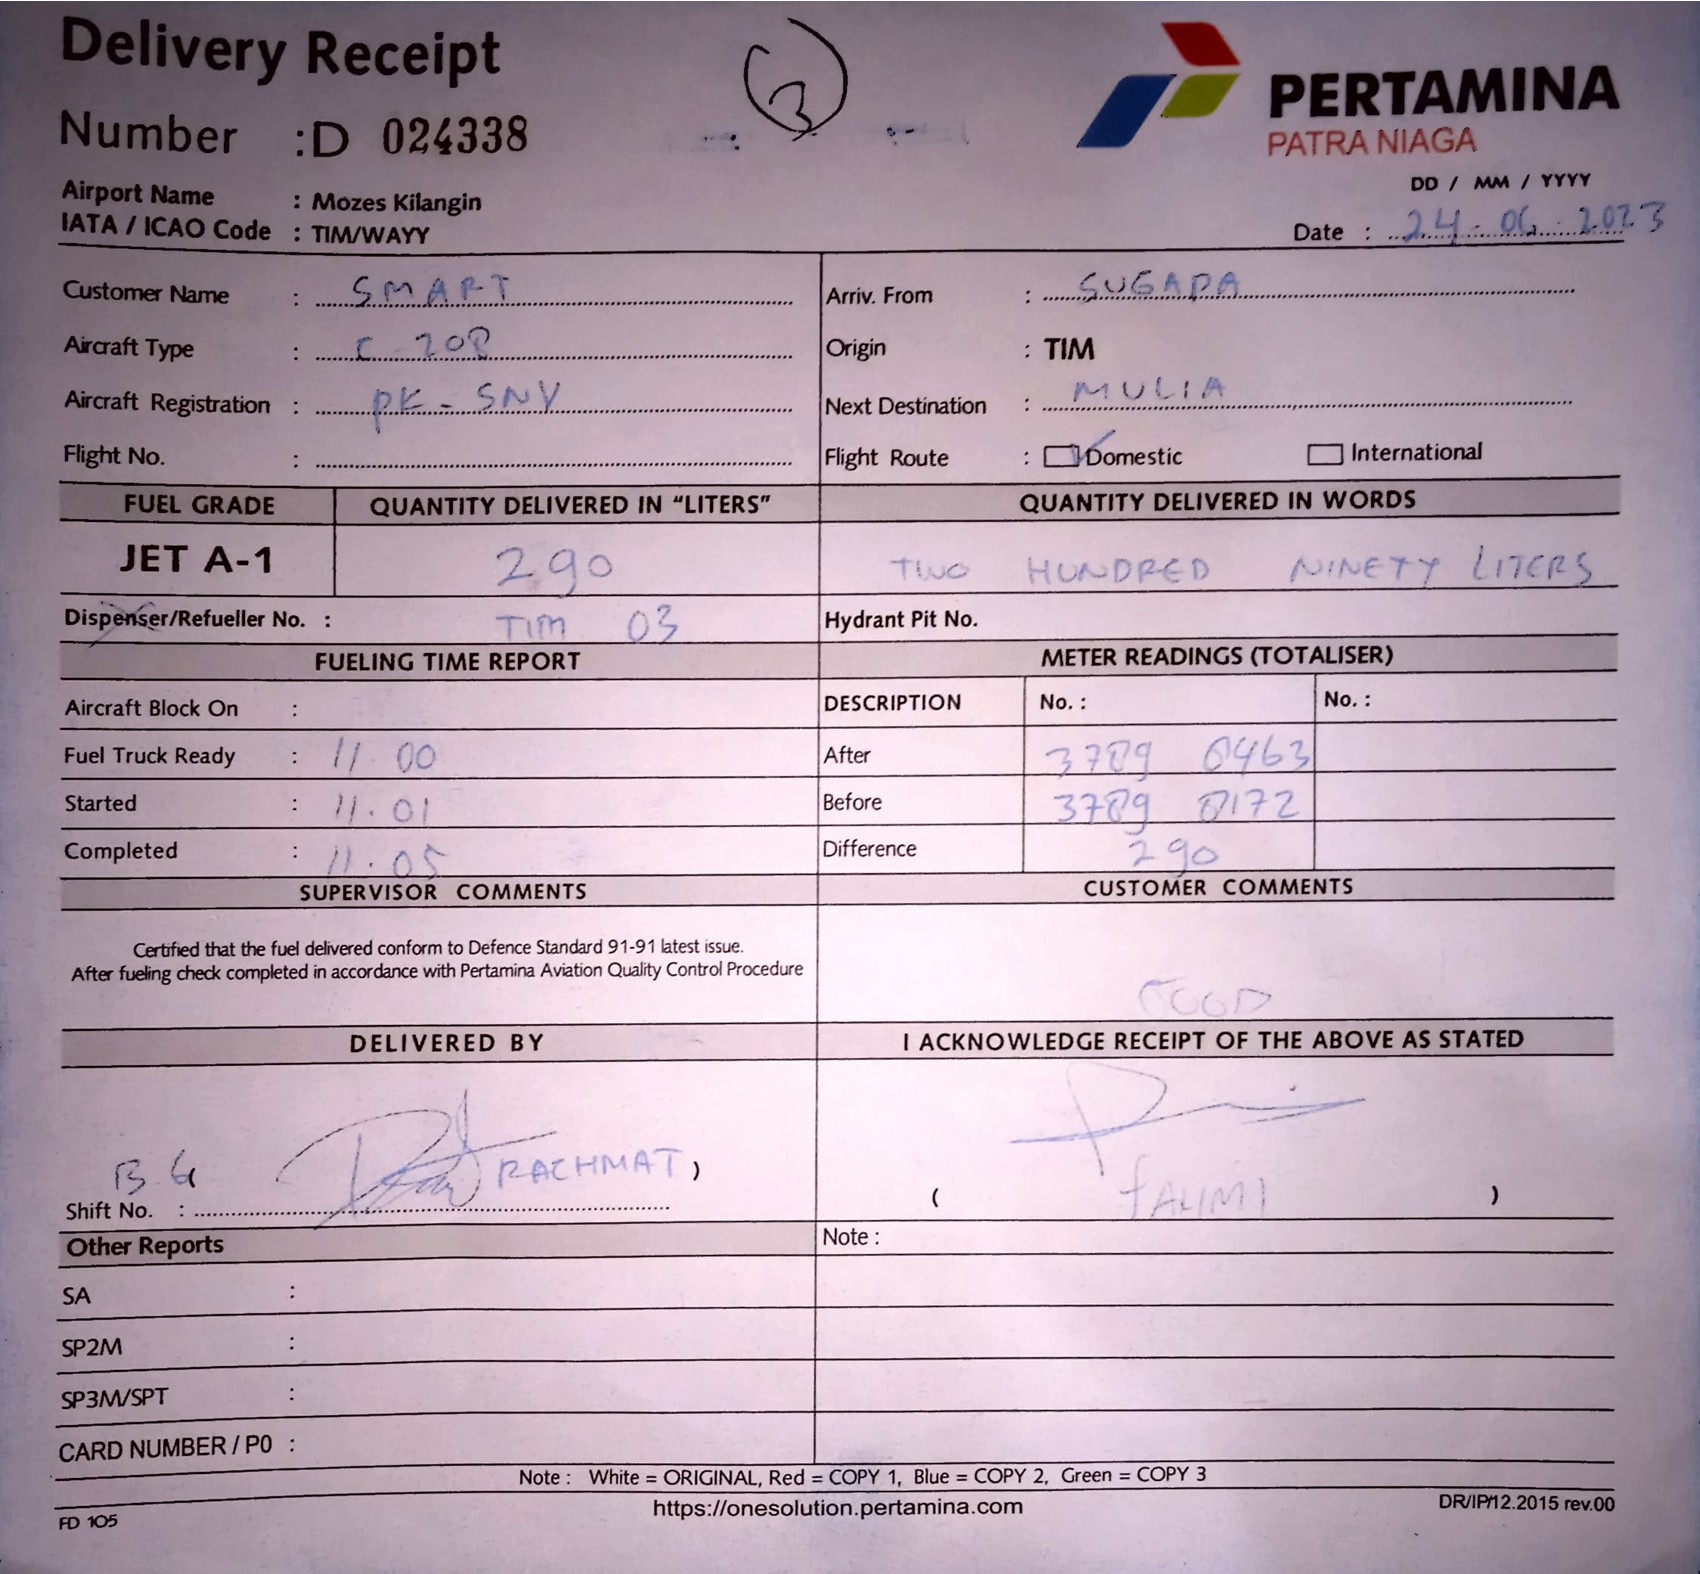 Delivery Receipt
3
PERTAMINA
PATRA NIAGA
Number :D 024338
DD / MM / YYYY
Airport Name : Mozes Kilangin
IATA / ICAO Code : TIM/WAYY
Date : 24-06-2023
Customer Name : SMART
Arriv. From : SUGAPA
Aircraft Type : C-208
Origin : TIM
Aircraft Registration : PK-SNV
Next Destination : MULIA
Flight No. :
Flight Route : Domestic International
FUEL GRADE QUANTITY DELIVERED IN "LITERS" QUANTITY DELIVERED IN WORDS
JET A-1 290 TWO HUNDRED NINETY LITERS
Dispenser/Refueller No. : TIM 03 Hydrant Pit No.
FUELING TIME REPORT METER READINGS (TOTALISER)
Aircraft Block On : DESCRIPTION No. : No. :
Fuel Truck Ready : 11.00 After 3789 0463
Started : 11.01 Before 3789 0172
Completed : 11.05 Difference 290
SUPERVISOR COMMENTS CUSTOMER COMMENTS
Certified that the fuel delivered conform to Defence Standard 91-91 latest issue.
After fueling check completed in accordance with Pertamina Aviation Quality Control Procedure
DELIVERED BY I ACKNOWLEDGE RECEIPT OF THE ABOVE AS STATED
RACHMAT )
Shift No. : ( )
Other Reports Note :
SA :
SP2M :
SP3M/SPT :
CARD NUMBER / P0 :
Note : White = ORIGINAL, Red = COPY 1, Blue = COPY 2, Green = COPY 3
https://onesolution.pertamina.com
FD 105 DR/IP/12.2015 rev.00